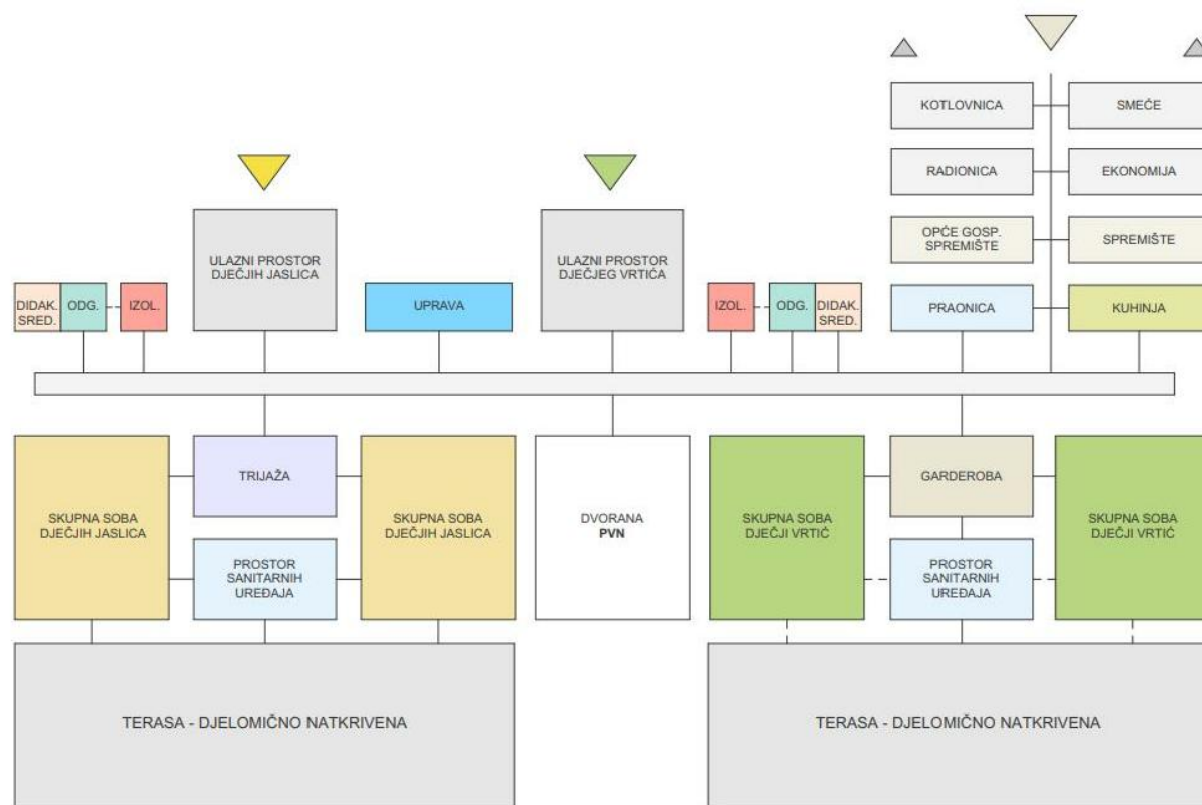 KOTLOVNICA
SMEĆE
RADIONICA
EKONOMIJA
ULAZNI PROSTOR
DJEČJIH JASLICA
ULAZNI PROSTOR
DJEČJEG VRTIĆA
OPĆE GOSP.
SPREMIŠTE
SPREMIŠTE
DIDAK.
SRED.
ODG.
IZOL.
UPRAVA
IZOL.
ODG.
DIDAK.
SRED.
PRAONICA
KUHINJA
SKUPNA SOBA
DJEČJIH JASLICA
TRIJAŽA
SKUPNA SOBA
DJEČJIH JASLICA
DVORANA
PVN
SKUPNA SOBA
DJEČJI VRTIĆ
GARDEROBA
SKUPNA SOBA
DJEČJI VRTIĆ
PROSTOR
SANITARNIH
UREĐAJA
PROSTOR
SANITARNIH
UREĐAJA
TERASA - DJELOMIČNO NATKRIVENA
TERASA - DJELOMIČNO NATKRIVENA